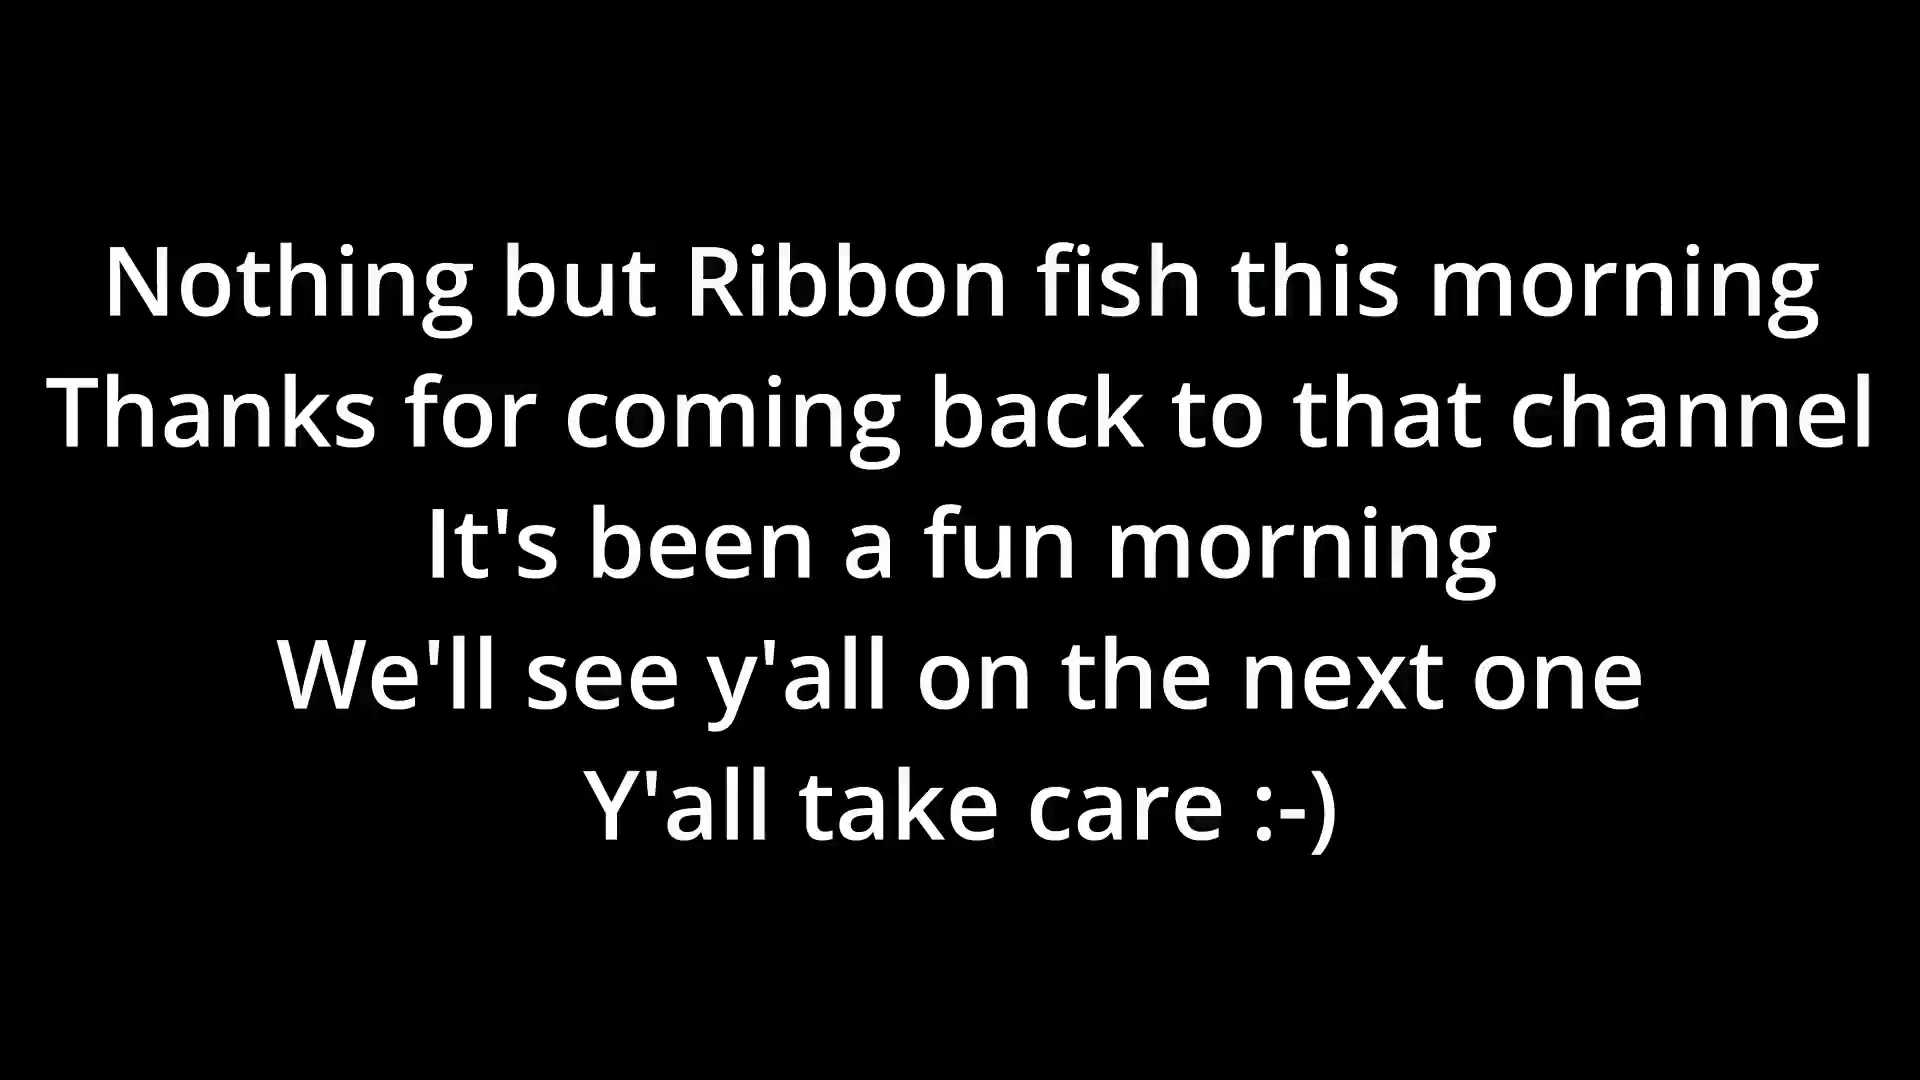 Nothing but Ribbon fish this morning
Thanks for coming back to that channel
It's been a fun morning
We'll see y'all on the next one
Y'all take care :-)